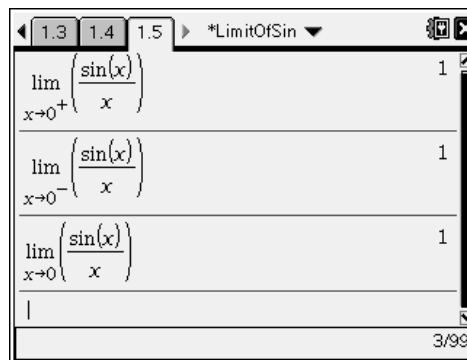 1.3 1.4 1.5 *LimitOfSin
lim x→0⁺ (sin(x)/x) 1
lim x→0⁻ (sin(x)/x) 1
lim x→0 (sin(x)/x) 1
3/99